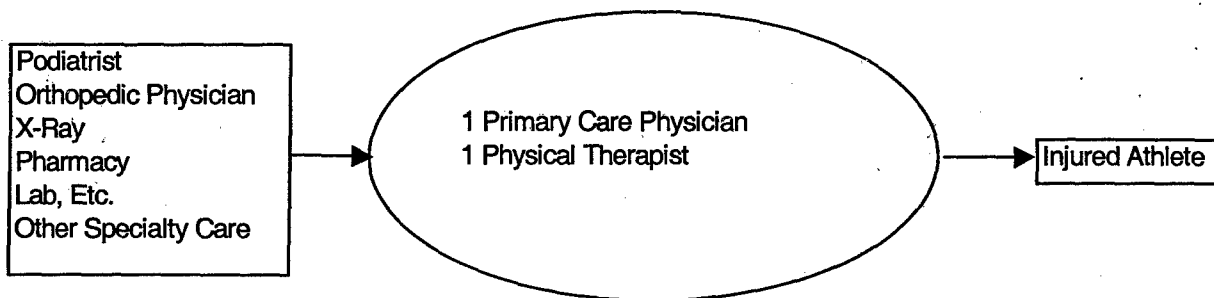 Podiatrist
Orthopedic Physician
X-Ray
Pharmacy
Lab, Etc.
Other Specialty Care
1 Primary Care Physician
1 Physical Therapist
Injured Athlete